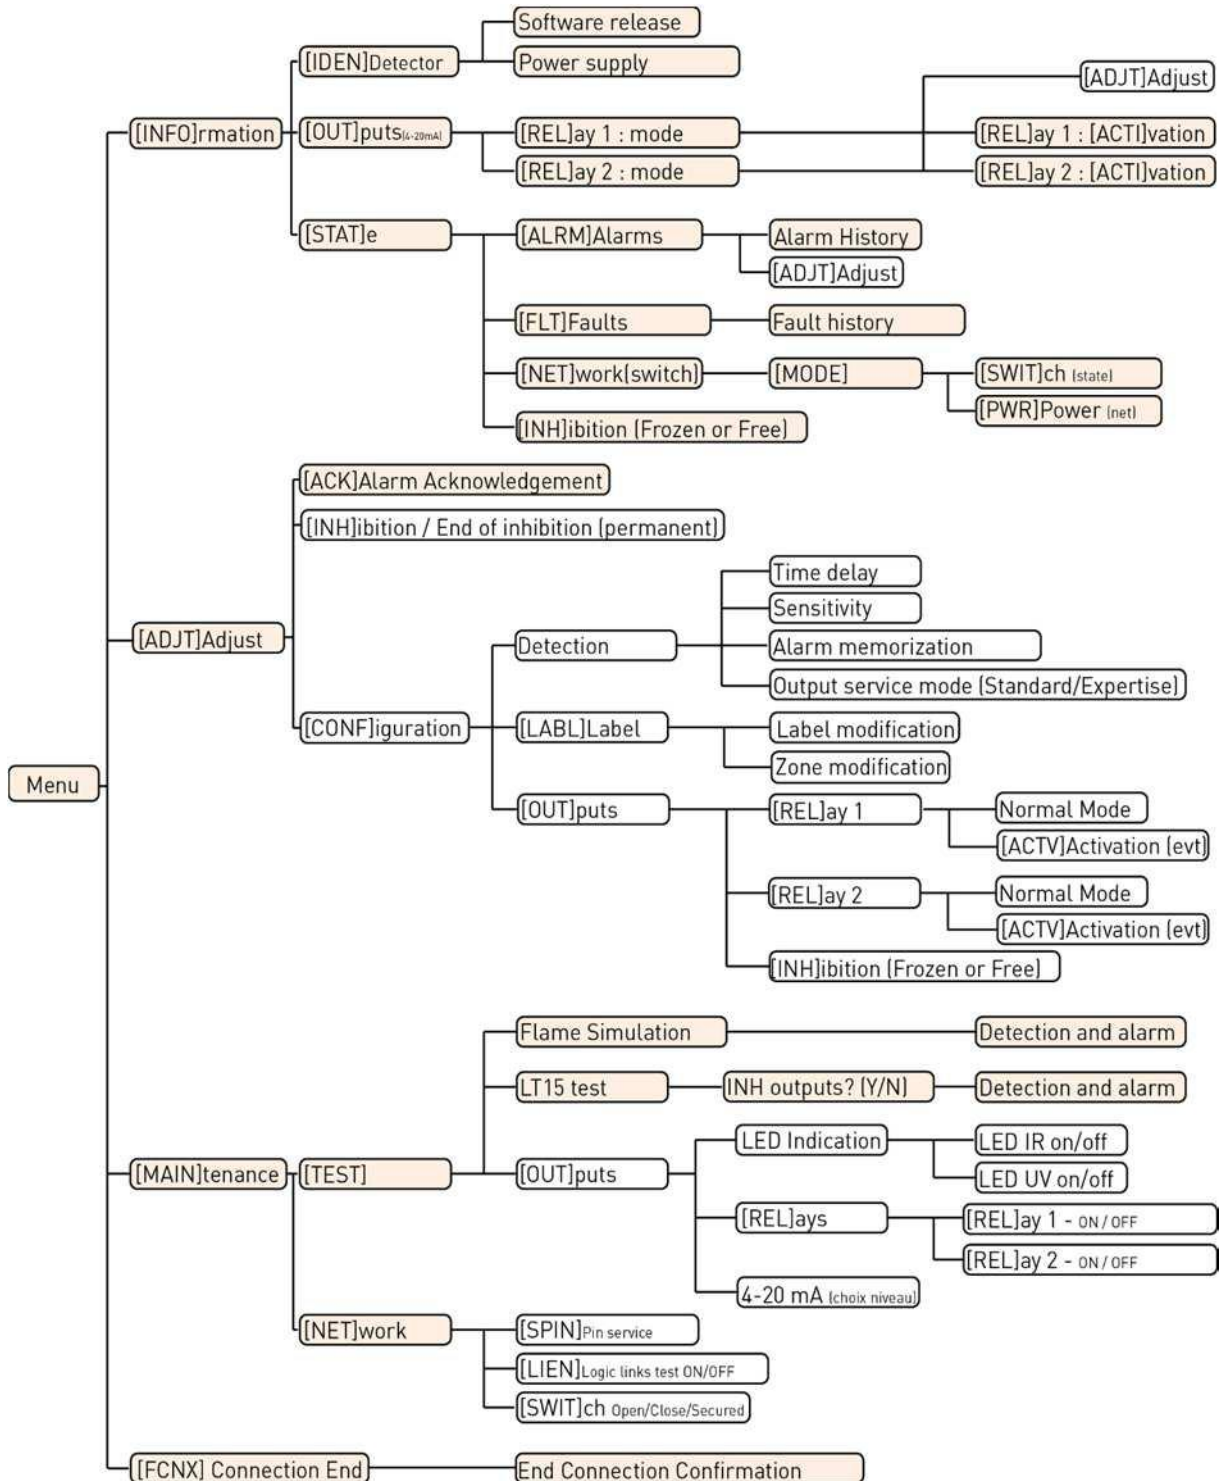 Software release
[IDEN]Detector
Power supply
[ADJT]Adjust
[INFO]rmation
[OUT]puts(4-20mA)
[REL]ay 1 : mode
[REL]ay 1 : [ACTI]vation
[REL]ay 2 : mode
[REL]ay 2 : [ACTI]vation
[STAT]e
[ALRM]Alarms
Alarm History
[ADJT]Adjust
[FLT]Faults
Fault history
[NET]work(switch)
[MODE]
[SWIT]ch (state)
[PWR]Power (net)
[INH]ibition (Frozen or Free)
[ACK]Alarm Acknowledgement
[INH]ibition / End of inhibition (permanent)
Time delay
Sensitivity
[ADJT]Adjust
Detection
Alarm memorization
Output service mode (Standard/Expertise)
[CONF]iguration
[LABL]Label
Label modification
Zone modification
Menu
[OUT]puts
[REL]ay 1
Normal Mode
[ACTV]Activation (evt)
[REL]ay 2
Normal Mode
[ACTV]Activation (evt)
[INH]ibition (Frozen or Free)
Flame Simulation
Detection and alarm
LT15 test
INH outputs? (Y/N)
Detection and alarm
LED Indication
LED IR on/off
[MAIN]tenance
[TEST]
[OUT]puts
LED UV on/off
[REL]ays
[REL]ay 1 - ON / OFF
[REL]ay 2 - ON / OFF
4-20 mA (choix niveau)
[NET]work
[SPIN]Pin service
[LIEN]Logic links test ON/OFF
[SWIT]ch Open/Close/Secured
[FCNX] Connection End
End Connection Confirmation